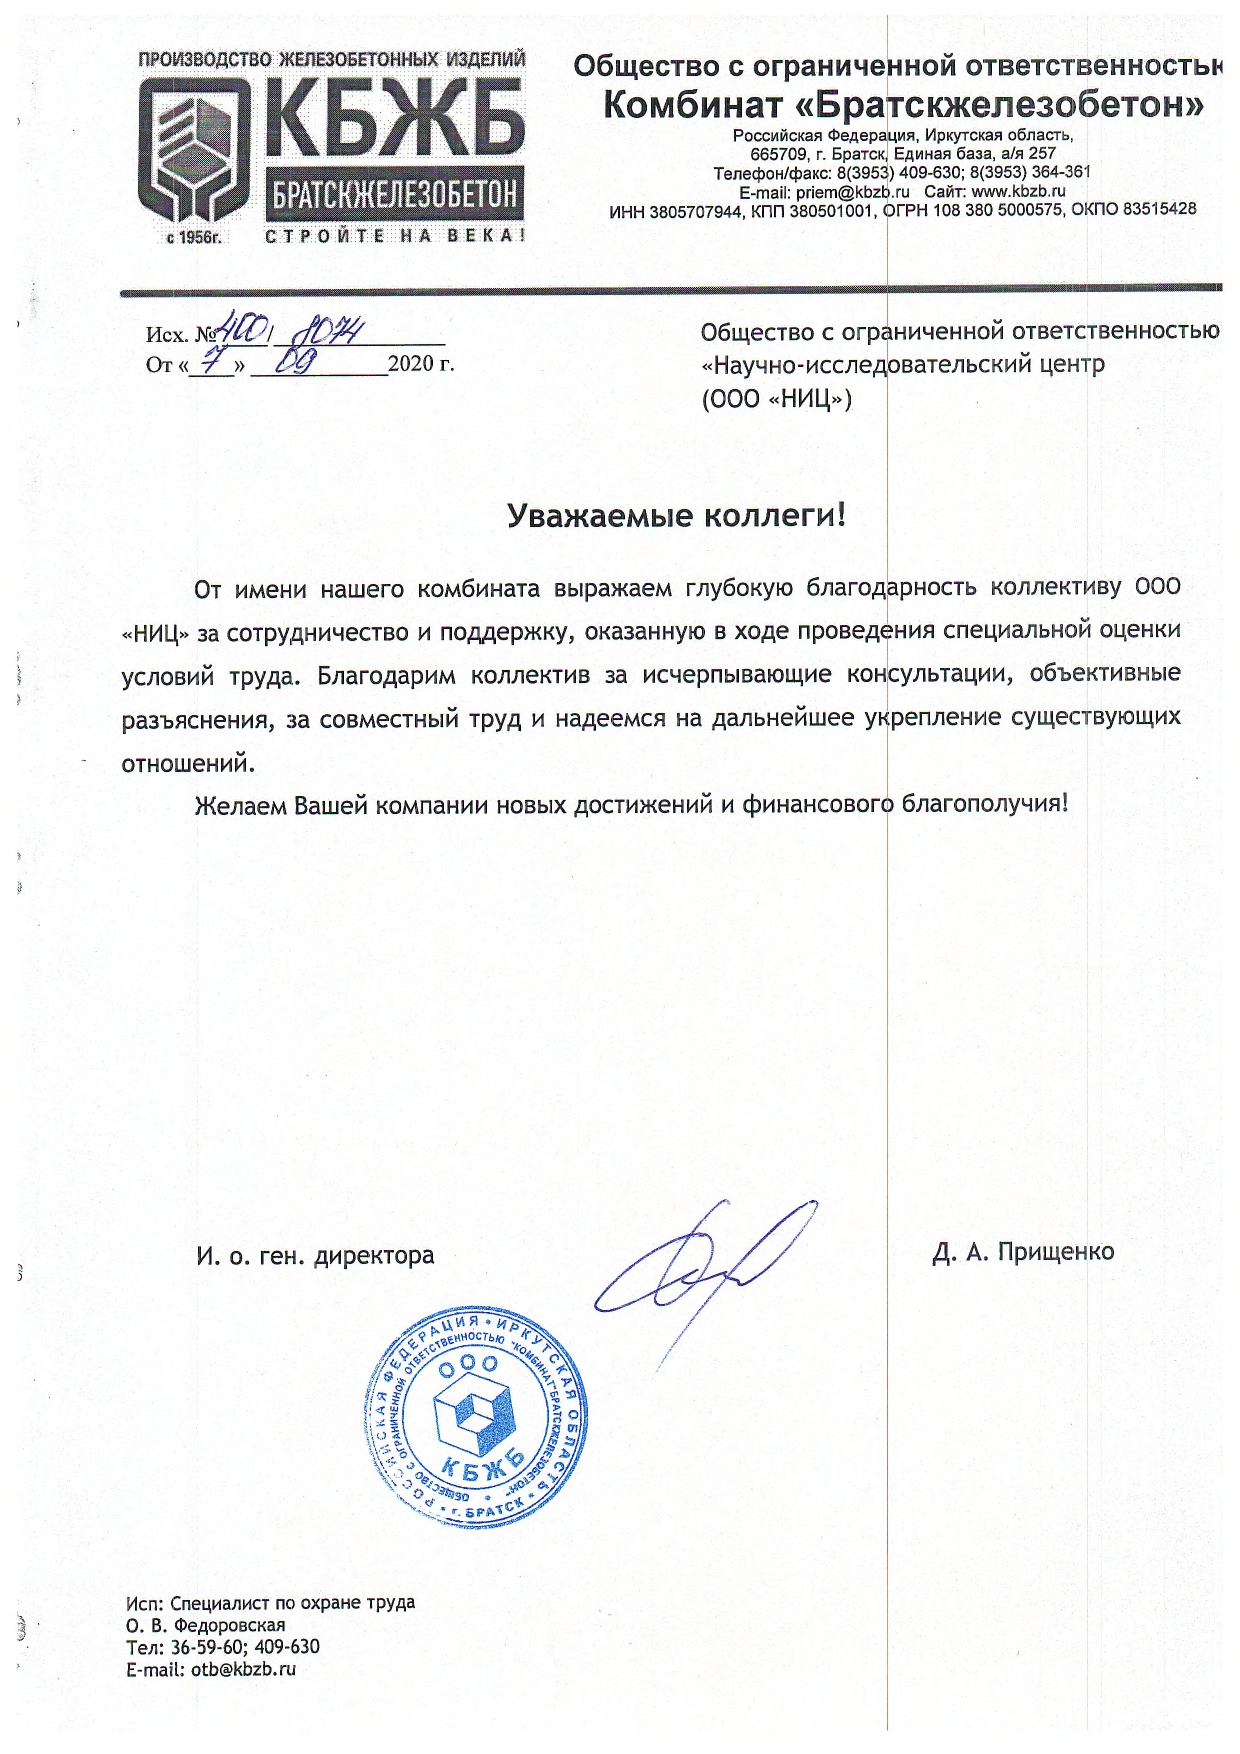 ПРОИЗВОДСТВО ЖЕЛЕЗОБЕТОННЫХ ИЗДЕЛИЙ
КБЖБ
БРАТСКЖЕЛЕЗОБЕТОН
с 1956г. СТРОЙТЕ НА ВЕКА!
Общество с ограниченной ответственностью
Комбинат «Братскжелезобетон»
Российская Федерация, Иркутская область,
665709, г. Братск, Единая база, а/я 257
Телефон/факс: 8(3953) 409-630; 8(3953) 364-361
E-mail: priem@kbzb.ru Сайт: www.kbzb.ru
ИНН 3805707944, КПП 380501001, ОГРН 108 380 5000575, ОКПО 83515428
Исх. №400/ 8074
От «7» 09 2020 г.
Общество с ограниченной ответственностью
«Научно-исследовательский центр
(ООО «НИЦ»)
Уважаемые коллеги!
От имени нашего комбината выражаем глубокую благодарность коллективу ООО
«НИЦ» за сотрудничество и поддержку, оказанную в ходе проведения специальной оценки
условий труда. Благодарим коллектив за исчерпывающие консультации, объективные
разъяснения, за совместный труд и надеемся на дальнейшее укрепление существующих
отношений.
Желаем Вашей компании новых достижений и финансового благополучия!
И. о. ген. директора Д. А. Прищенко
РОССИЙСКАЯ ФЕДЕРАЦИЯ • ИРКУТСКАЯ ОБЛАСТЬ • г. БРАТСК •
ОБЩЕСТВО С ОГРАНИЧЕННОЙ ОТВЕТСТВЕННОСТЬЮ "КОМБИНАТ"БРАТСКЖЕЛЕЗОБЕТОН" •
ООО
КБЖБ
Исп: Специалист по охране труда
О. В. Федоровская
Тел: 36-59-60; 409-630
E-mail: otb@kbzb.ru